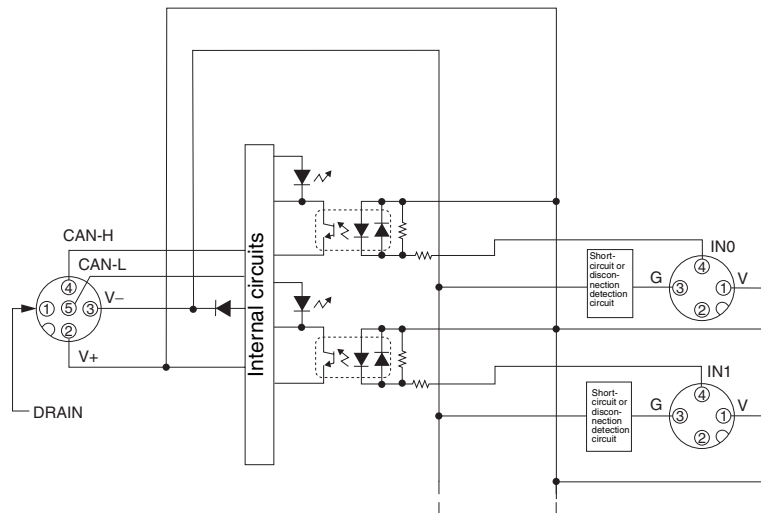 CAN-H
CAN-L
V–
V+
DRAIN
4
1
5
3
2
Internal circuits
Short-
circuit or
discon-
nection
detection
circuit
G
IN0
V
4
3
1
2
Short-
circuit or
discon-
nection
detection
circuit
G
IN1
V
4
3
1
2